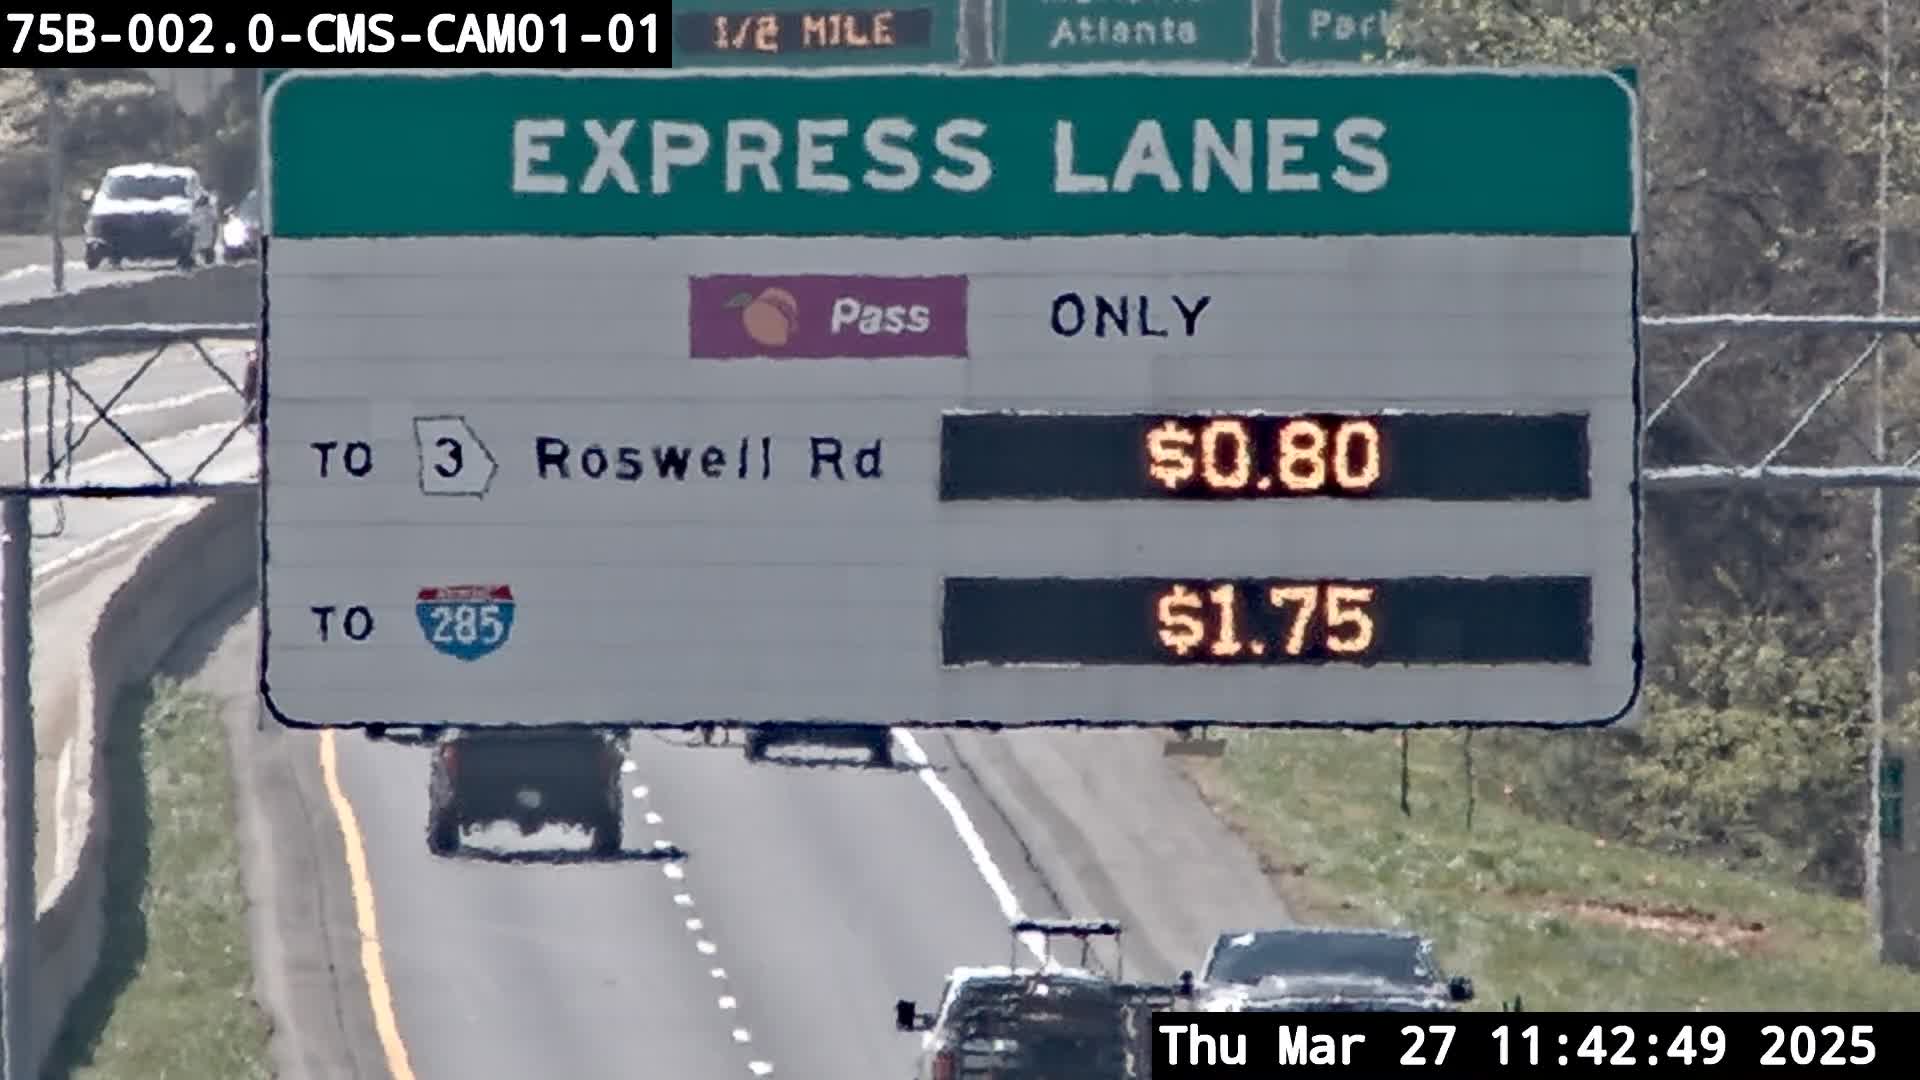 75B-002.0-CMS-CAM01-01
1/2 MILE
Atlanta
EXPRESS LANES
Pass ONLY
TO 3 Roswell Rd $0.80
TO 285 $1.75
Thu Mar 27 11:42:49 2025